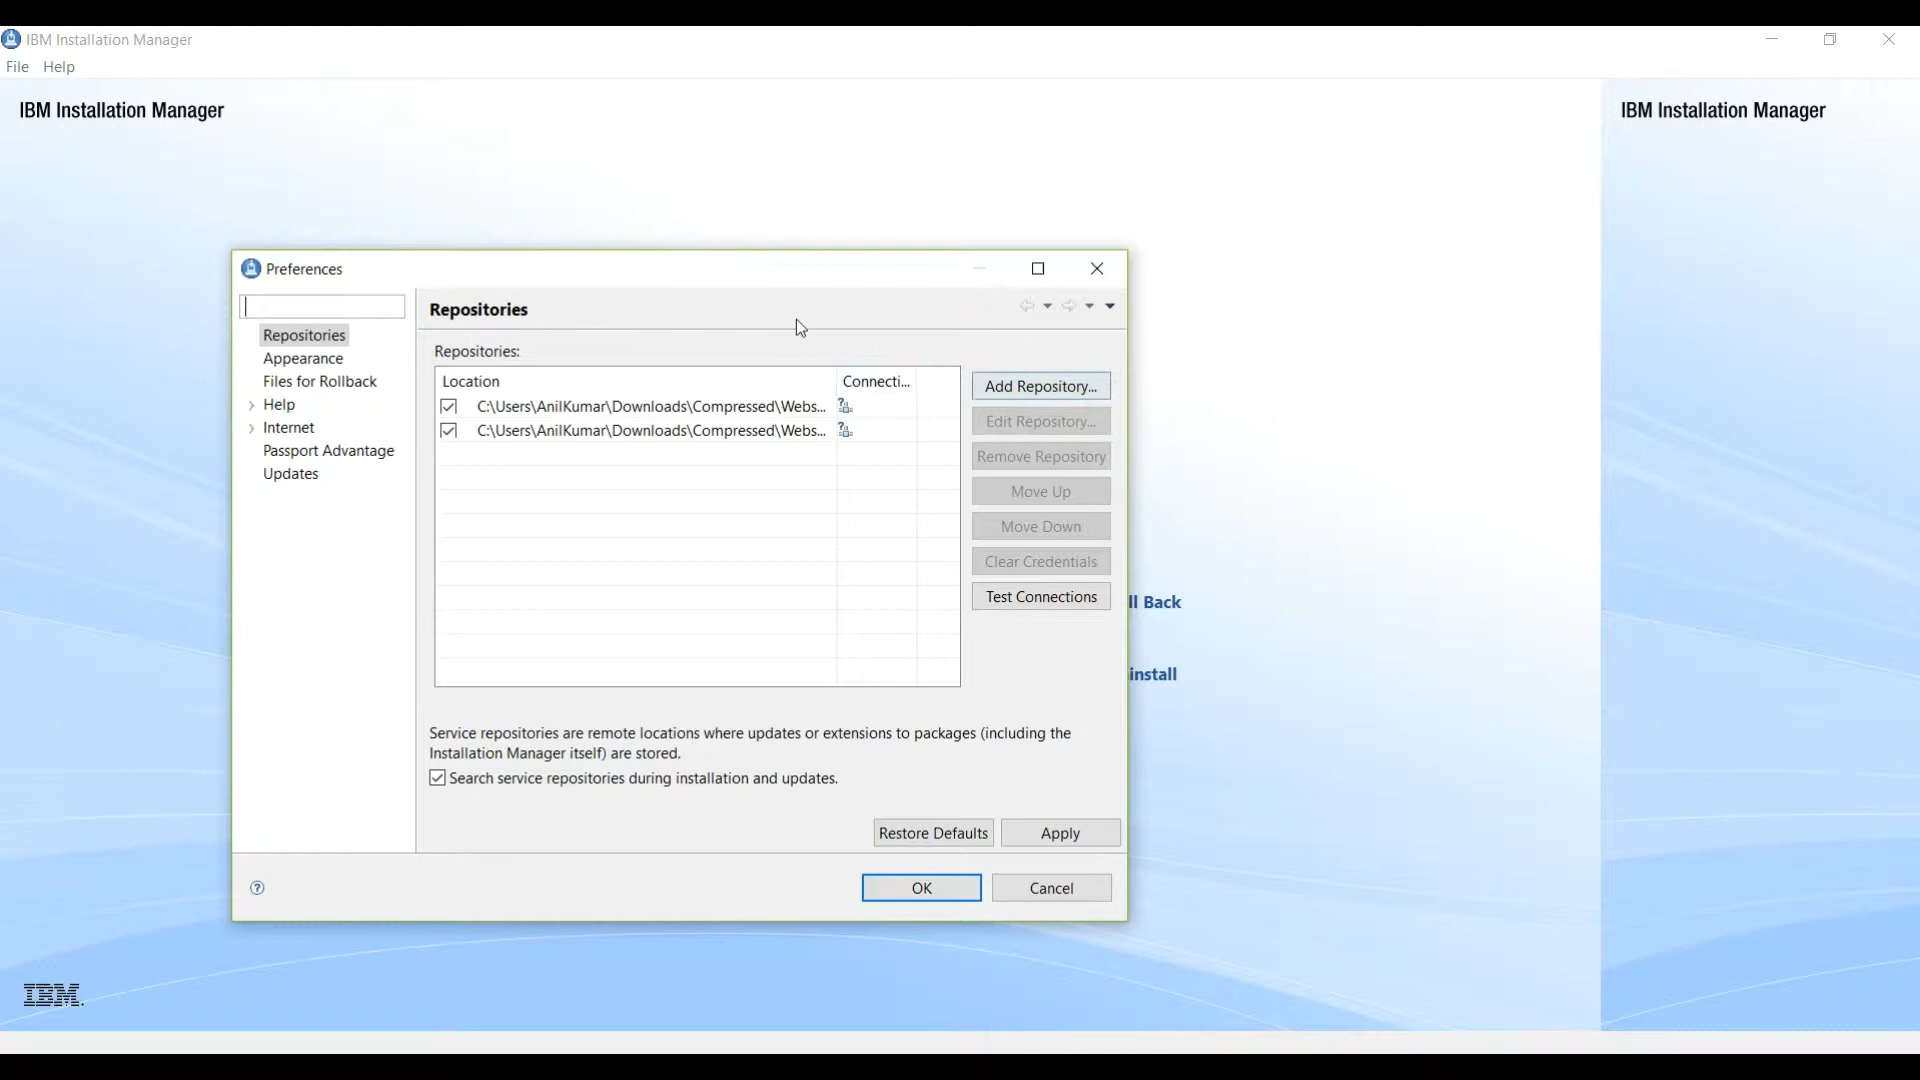 IBM Installation Manager
File Help
IBM Installation Manager
IBM Installation Manager
Preferences
Repositories
Appearance
Files for Rollback
Help
Internet
Passport Advantage
Updates
Repositories
Repositories:
Location Connecti...
C:\Users\AnilKumar\Downloads\Compressed\Webs...
C:\Users\AnilKumar\Downloads\Compressed\Webs...
Add Repository...
Edit Repository...
Remove Repository
Move Up
Move Down
Clear Credentials
Test Connections
ll Back
install
Service repositories are remote locations where updates or extensions to packages (including the
Installation Manager itself) are stored.
Search service repositories during installation and updates.
Restore Defaults Apply
OK Cancel
IBM